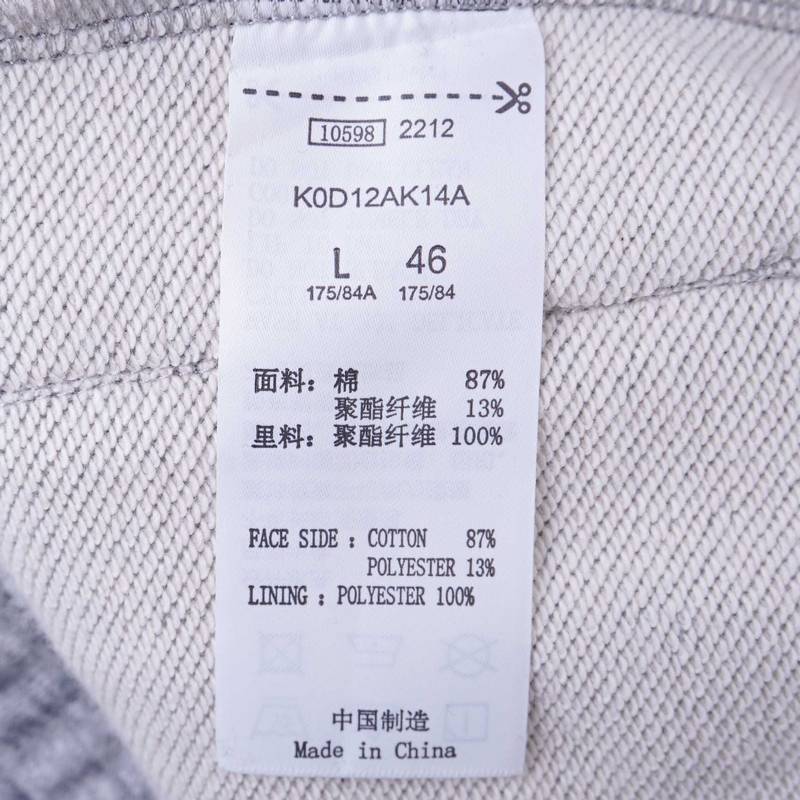 10598 2212
K0D12AK14A
L 46
175/84A 175/84
面料：棉 87%
聚酯纤维 13%
里料：聚酯纤维 100%
FACE SIDE : COTTON 87%
POLYESTER 13%
LINING : POLYESTER 100%
中国制造
Made in China